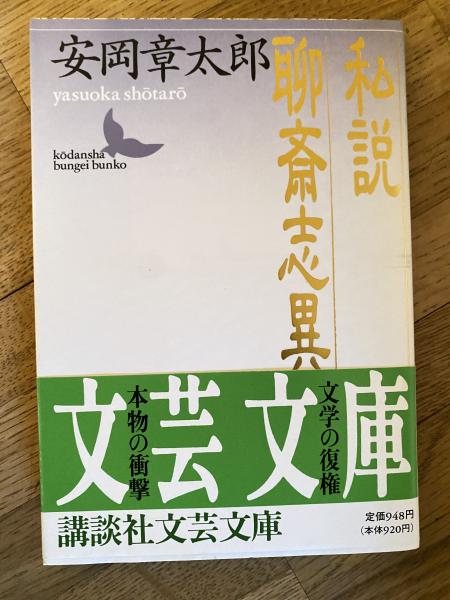 私説
聊斎志異
安岡章太郎
yasuoka shōtarō
kōdansha
bungei bunko
文芸文庫
文学の復権
本物の衝撃
講談社文芸文庫
定価948円
(本体920円)